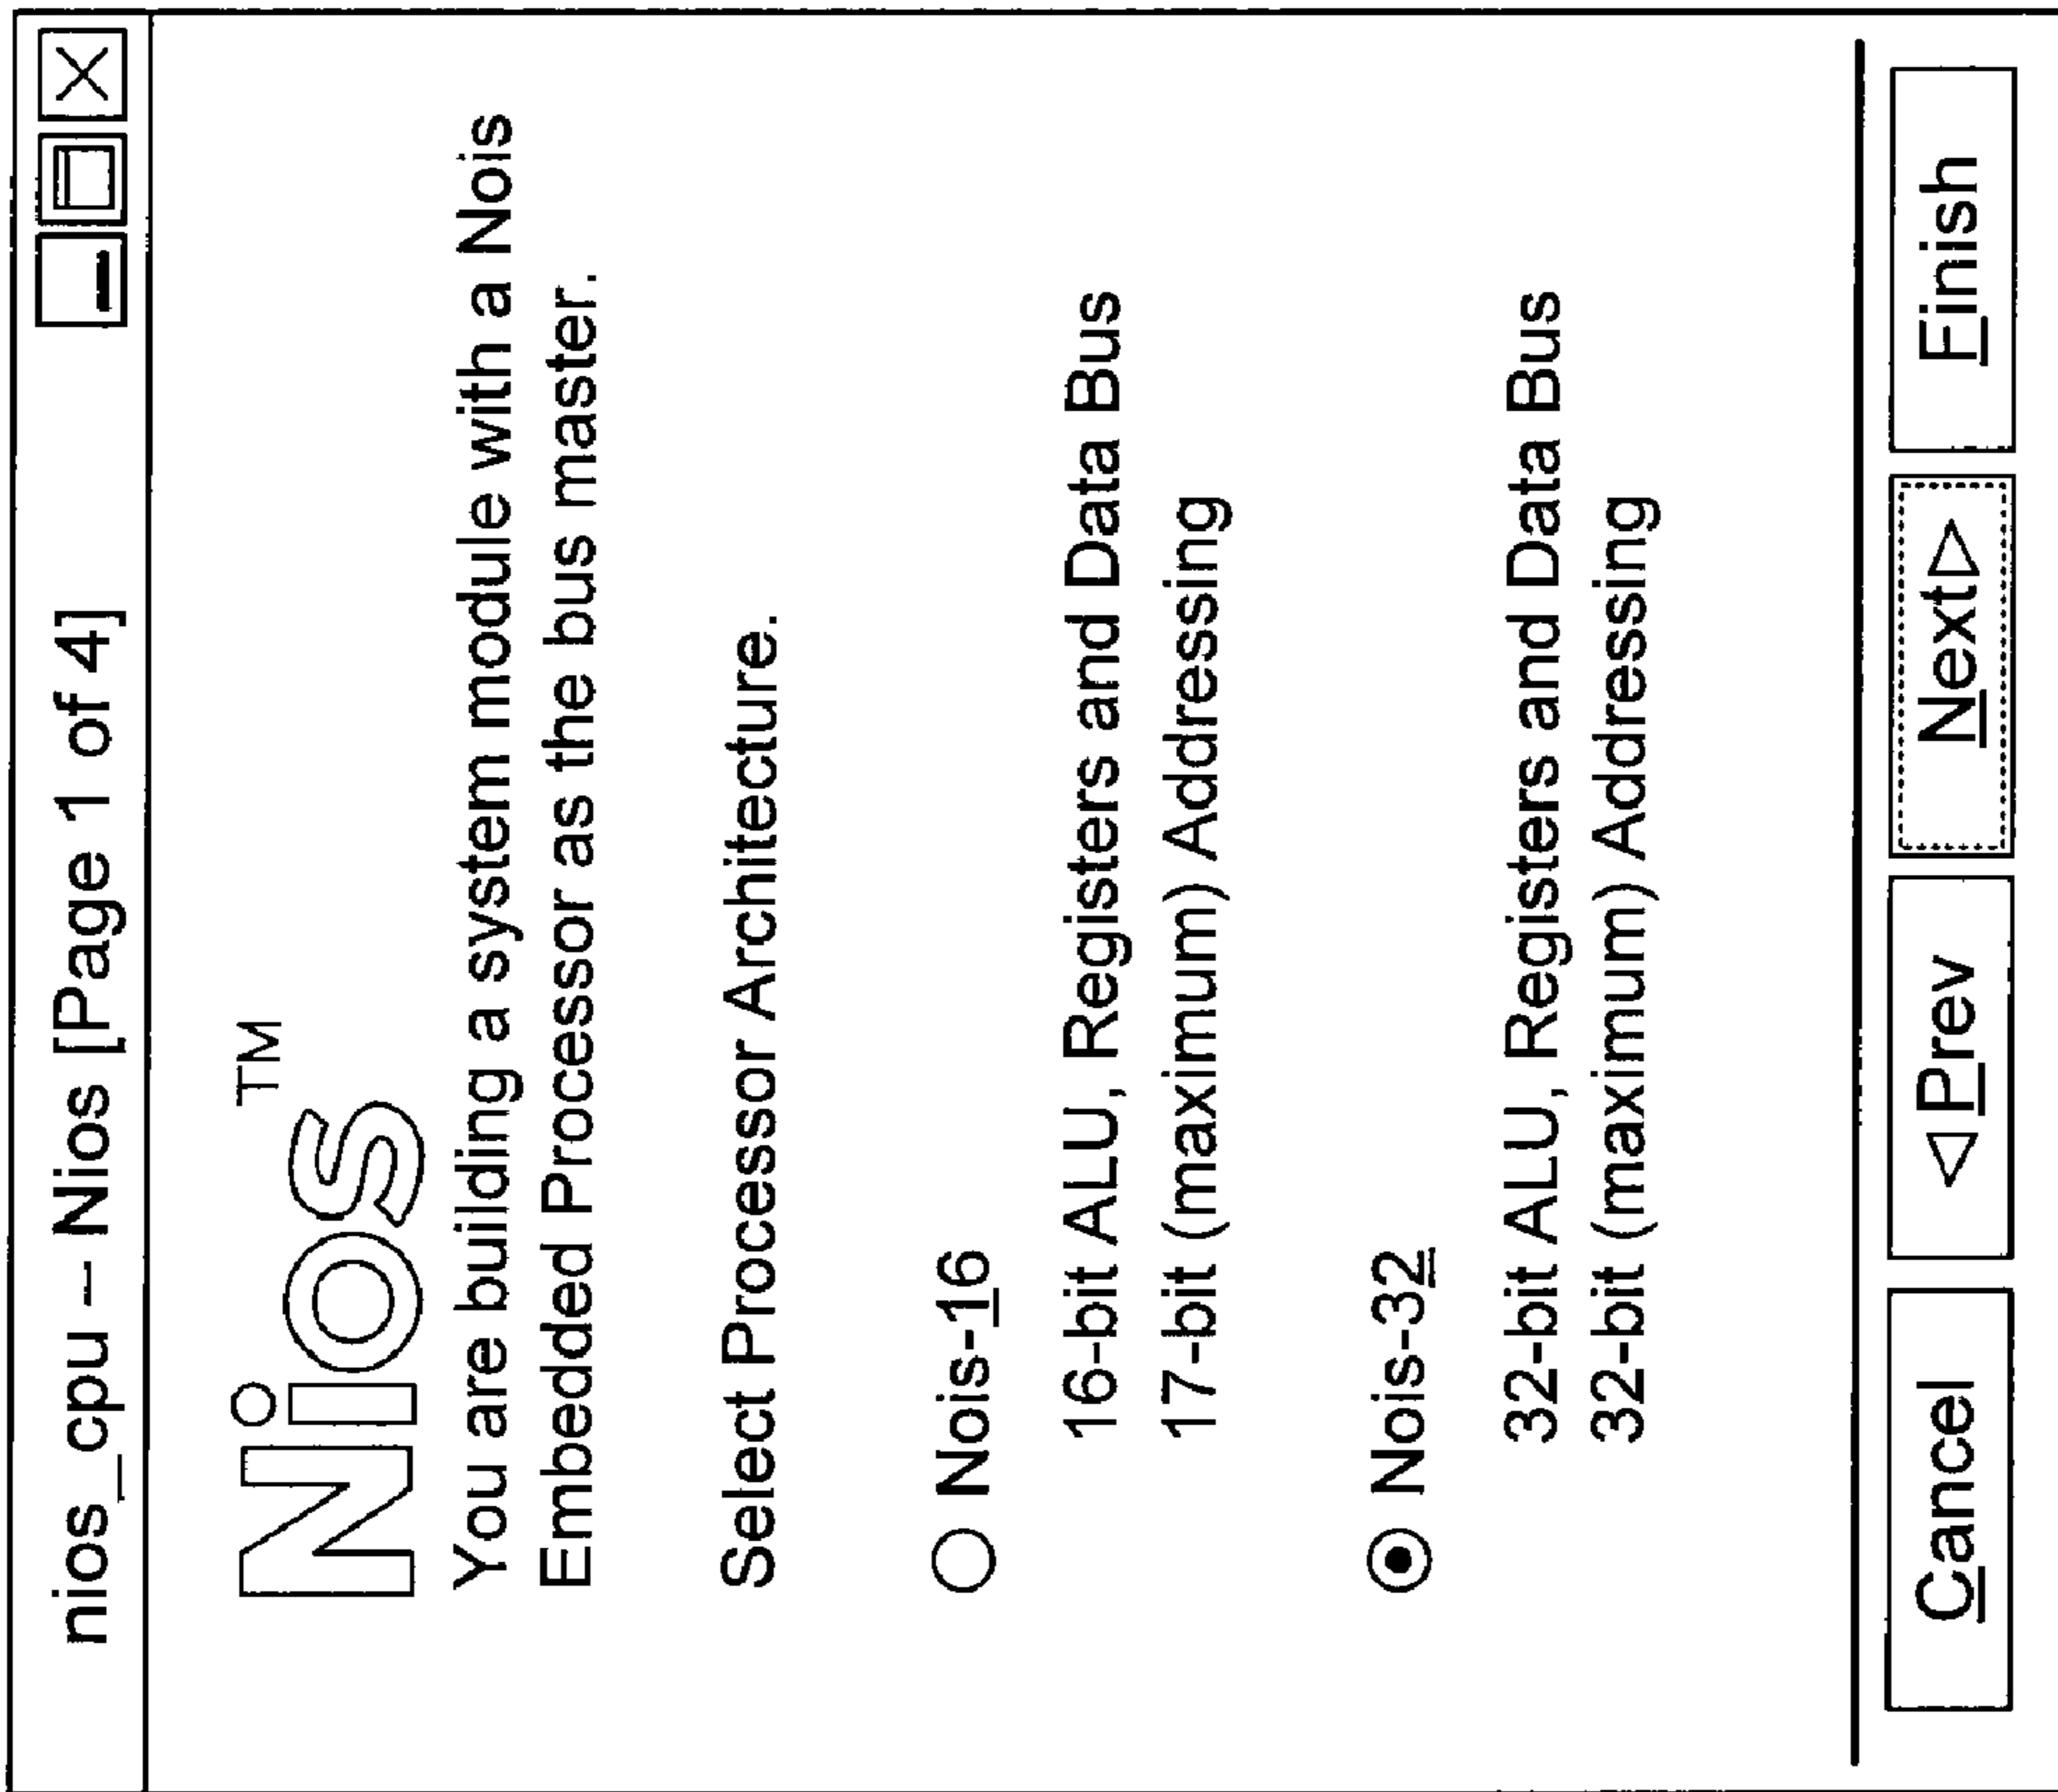 nios_cpu -- Nios [Page 1 of 4]
Nios™
You are building a system module with a Nois
Embedded Processor as the bus master.
Select Processor Architecture.
Nois-16
16-bit ALU, Registers and Data Bus
17-bit (maximum) Addressing
Nois-32
32-bit ALU, Registers and Data Bus
32-bit (maximum) Addressing
Cancel
Prev
Next
Finish